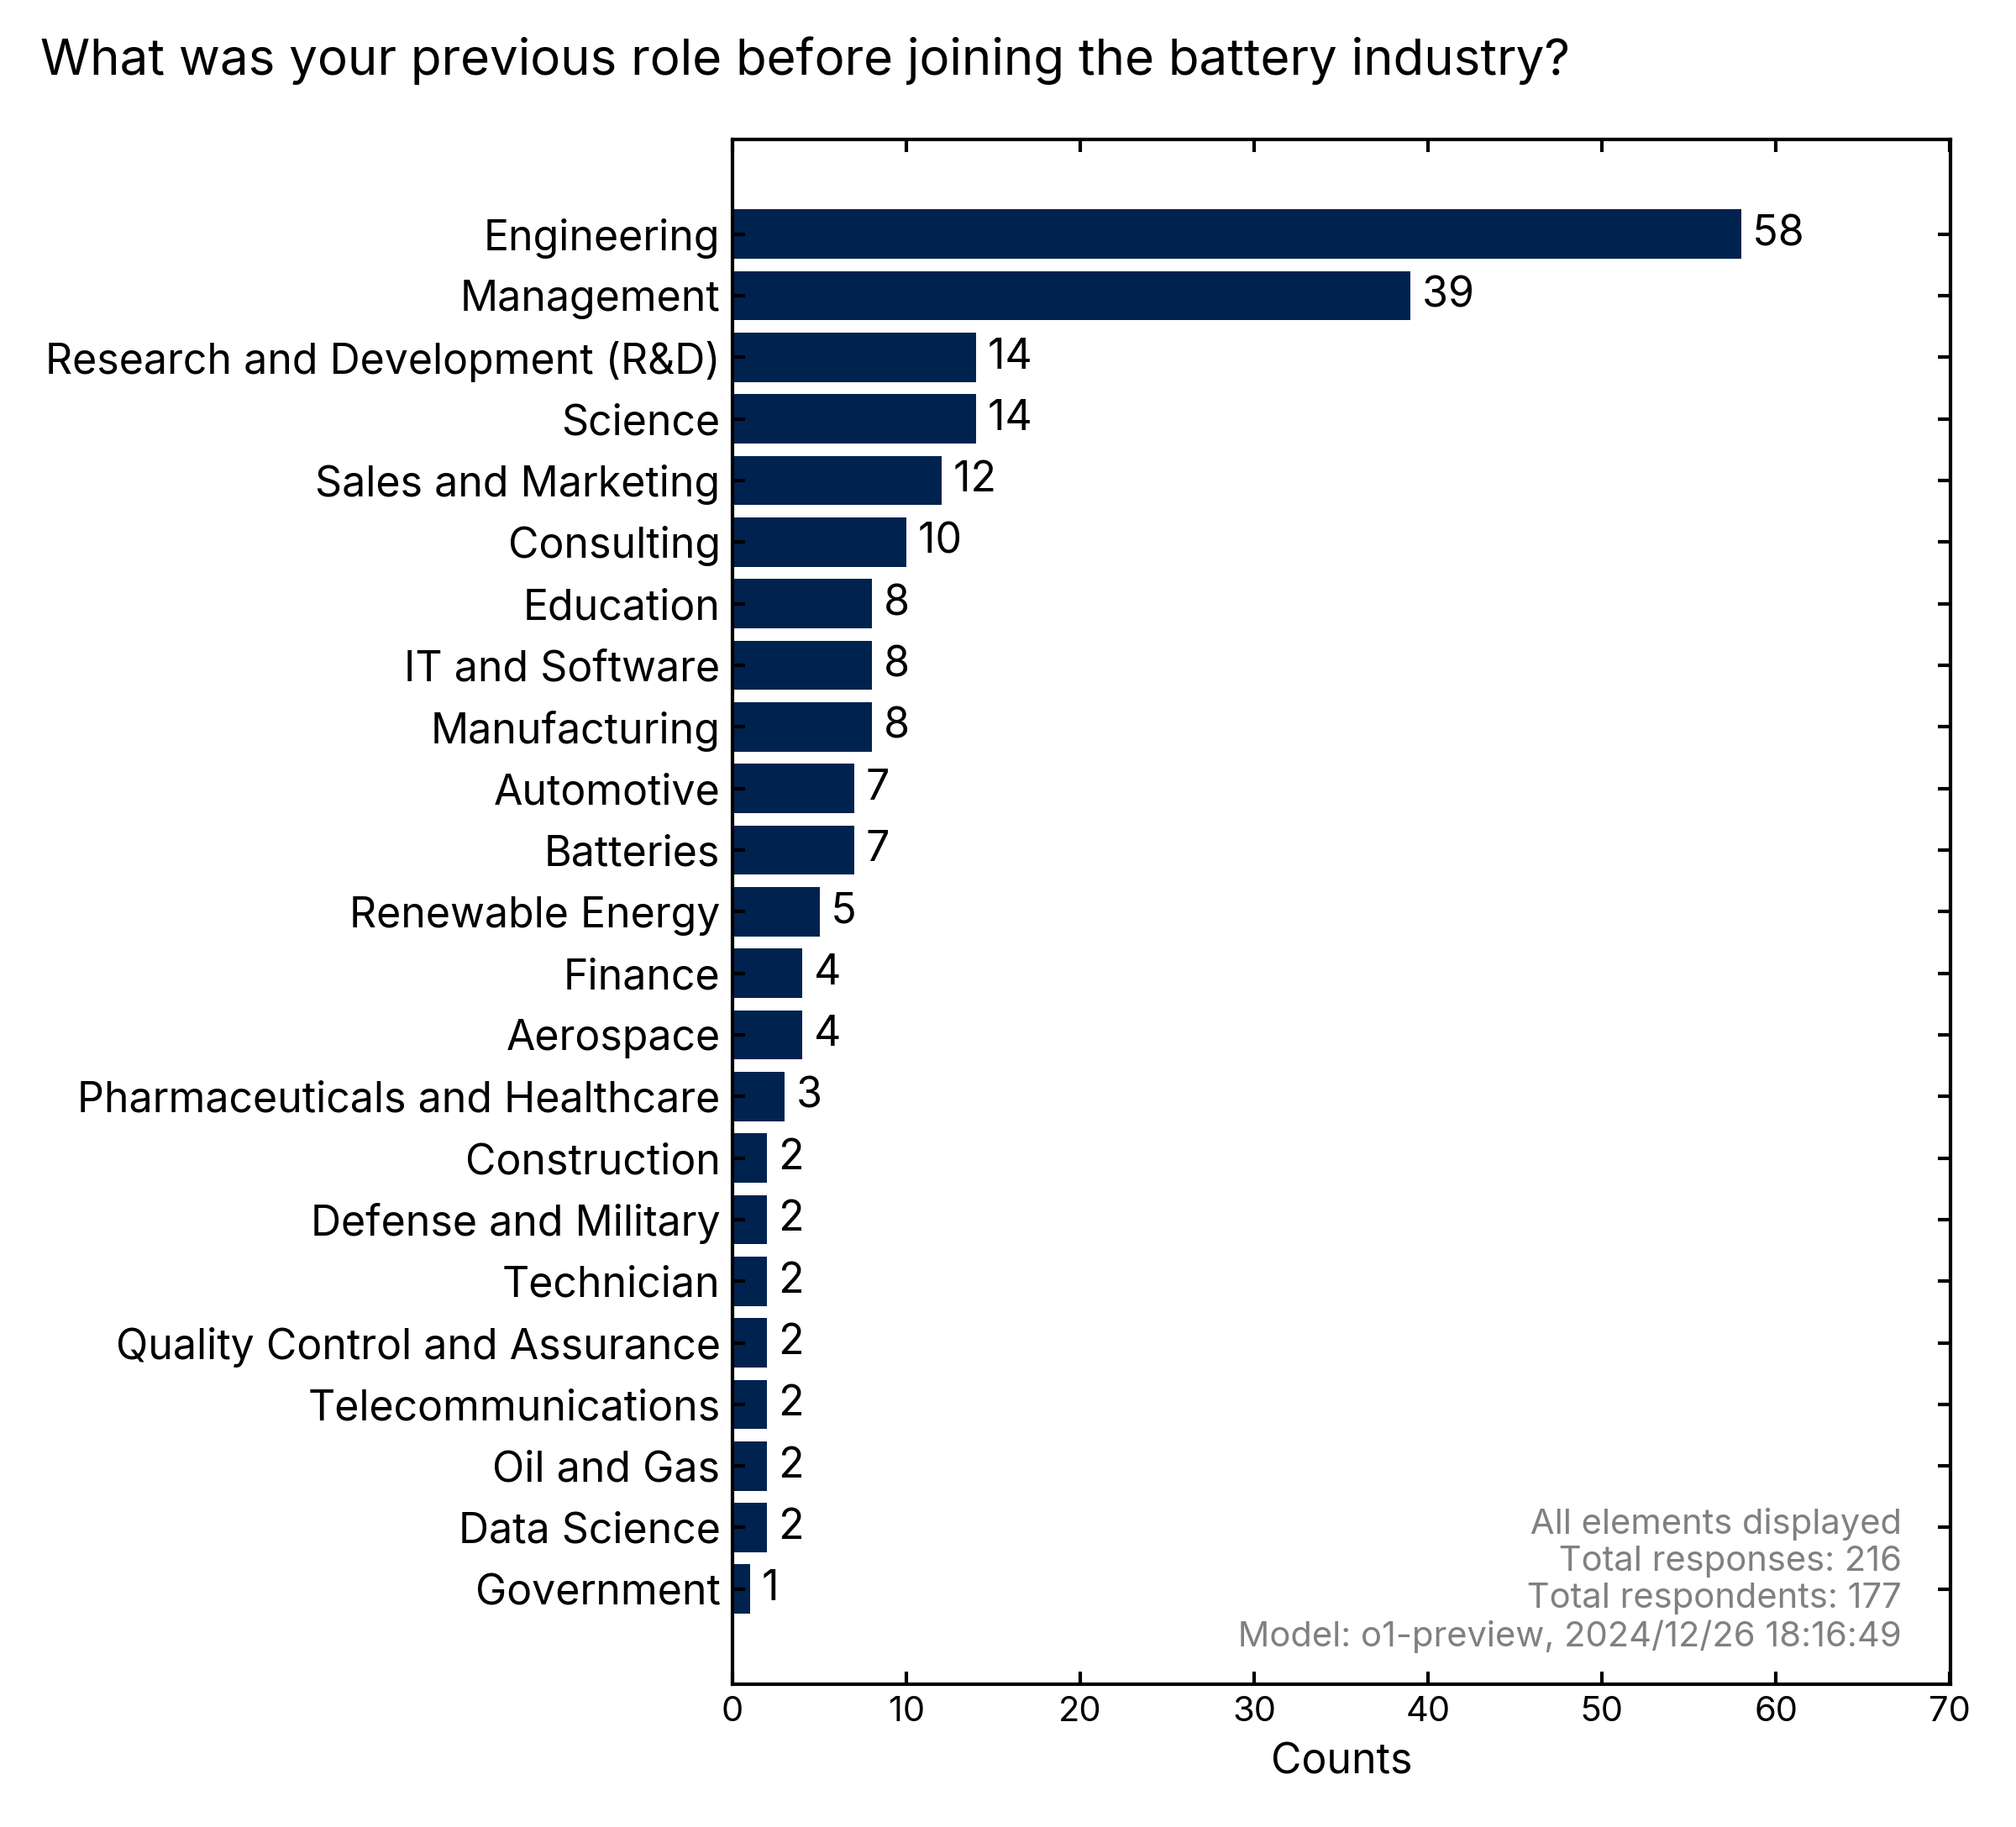 What was your previous role before joining the battery industry?
Engineering 58
Management 39
Research and Development (R&D) 14
Science 14
Sales and Marketing 12
Consulting 10
Education 8
IT and Software 8
Manufacturing 8
Automotive 7
Batteries 7
Renewable Energy 5
Finance 4
Aerospace 4
Pharmaceuticals and Healthcare 3
Construction 2
Defense and Military 2
Technician 2
Quality Control and Assurance 2
Telecommunications 2
Oil and Gas 2
Data Science 2
Government 1
All elements displayed
Total responses: 216
Total respondents: 177
Model: o1-preview, 2024/12/26 18:16:49
0 10 20 30 40 50 60 70
Counts